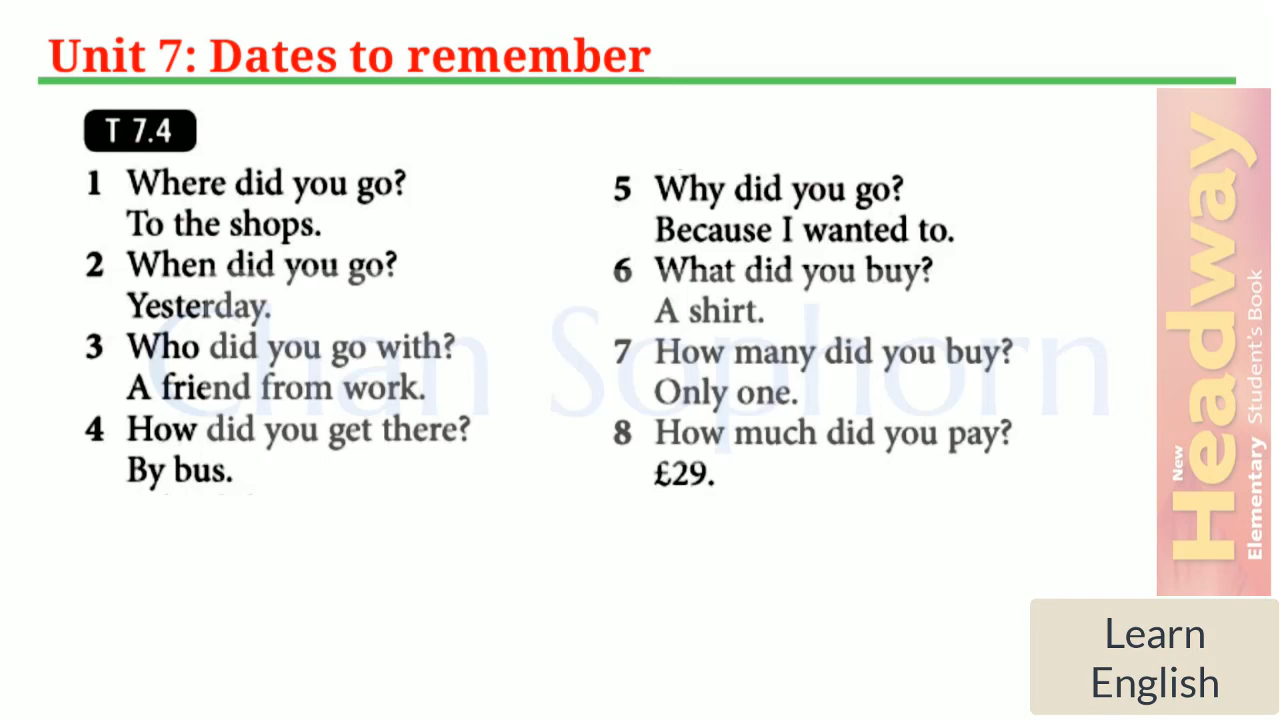 Unit 7: Dates to remember
T 7.4
1 Where did you go?
To the shops.
2 When did you go?
Yesterday.
3 Who did you go with?
A friend from work.
4 How did you get there?
By bus.
5 Why did you go?
Because I wanted to.
6 What did you buy?
A shirt.
7 How many did you buy?
Only one.
8 How much did you pay?
£29.
Chan Sophorn
New
Headway
Elementary Student's Book
Learn
English